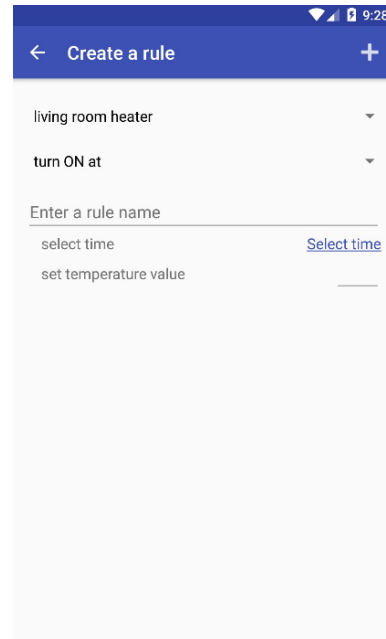 9:28
Create a rule
living room heater
turn ON at
Enter a rule name
select time Select time
set temperature value